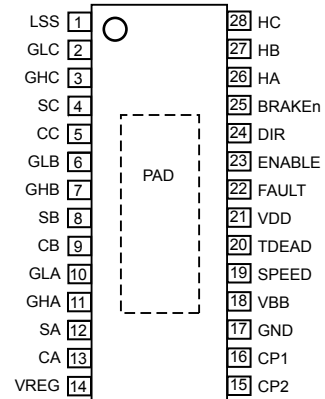 LSS 1
GLC 2
GHC 3
SC 4
CC 5
GLB 6
GHB 7
SB 8
CB 9
GLA 10
GHA 11
SA 12
CA 13
VREG 14
PAD
28 HC
27 HB
26 HA
25 BRAKEn
24 DIR
23 ENABLE
22 FAULT
21 VDD
20 TDEAD
19 SPEED
18 VBB
17 GND
16 CP1
15 CP2